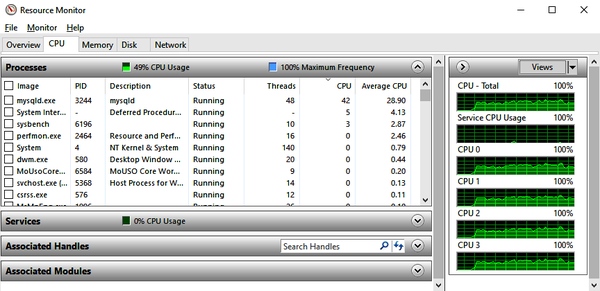 Resource Monitor
File Monitor Help
Overview CPU Memory Disk Network
Processes 49% CPU Usage 100% Maximum Frequency
Image PID Description Status Threads CPU Average CPU
mysqld.exe 3244 mysqld Running 48 42 28.90
System Inter... - Deferred Procedur... Running - 5 4.13
sysbench 6196 Running 10 3 2.87
perfmon.exe 2464 Resource and Perf... Running 16 0 2.46
System 4 NT Kernel & System Running 140 0 0.79
dwm.exe 580 Desktop Window ... Running 20 0 0.44
MoUsoCore... 6584 MoUSO Core Wor... Running 9 0 0.20
svchost.exe (... 5368 Host Process for W... Running 14 0 0.13
csrss.exe 576 Running 12 0 0.11
Services 0% CPU Usage
Associated Handles Search Handles
Associated Modules
Views
CPU - Total 100%
Service CPU Usage 100%
CPU 0 100%
CPU 1 100%
CPU 2 100%
CPU 3 100%